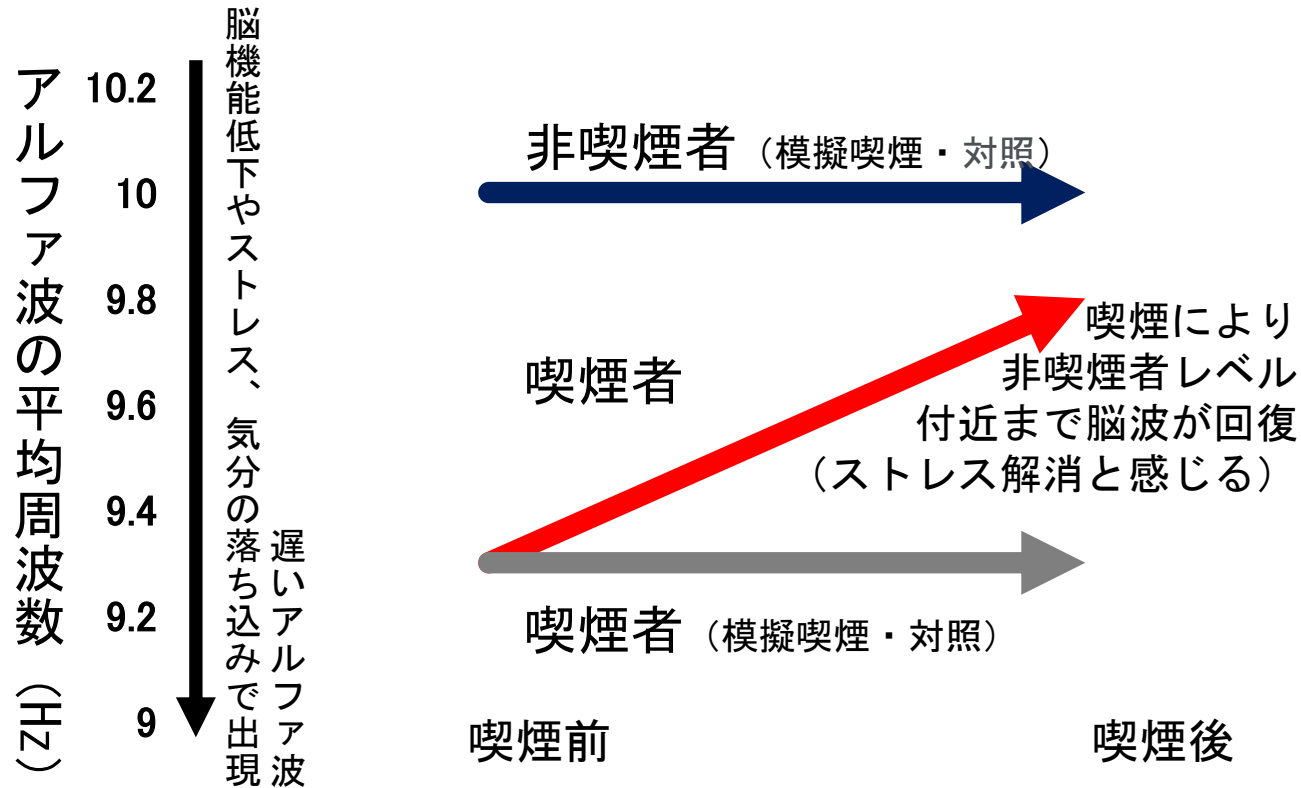 アルファ波の平均周波数（Hz）
10.2
10
9.8
9.6
9.4
9.2
9
脳機能低下やストレス、気分の落ち込みで出現
遅いアルファ波
非喫煙者（模擬喫煙・対照）
喫煙者
喫煙により
非喫煙者レベル
付近まで脳波が回復
（ストレス解消と感じる）
喫煙者（模擬喫煙・対照）
喫煙前
喫煙後